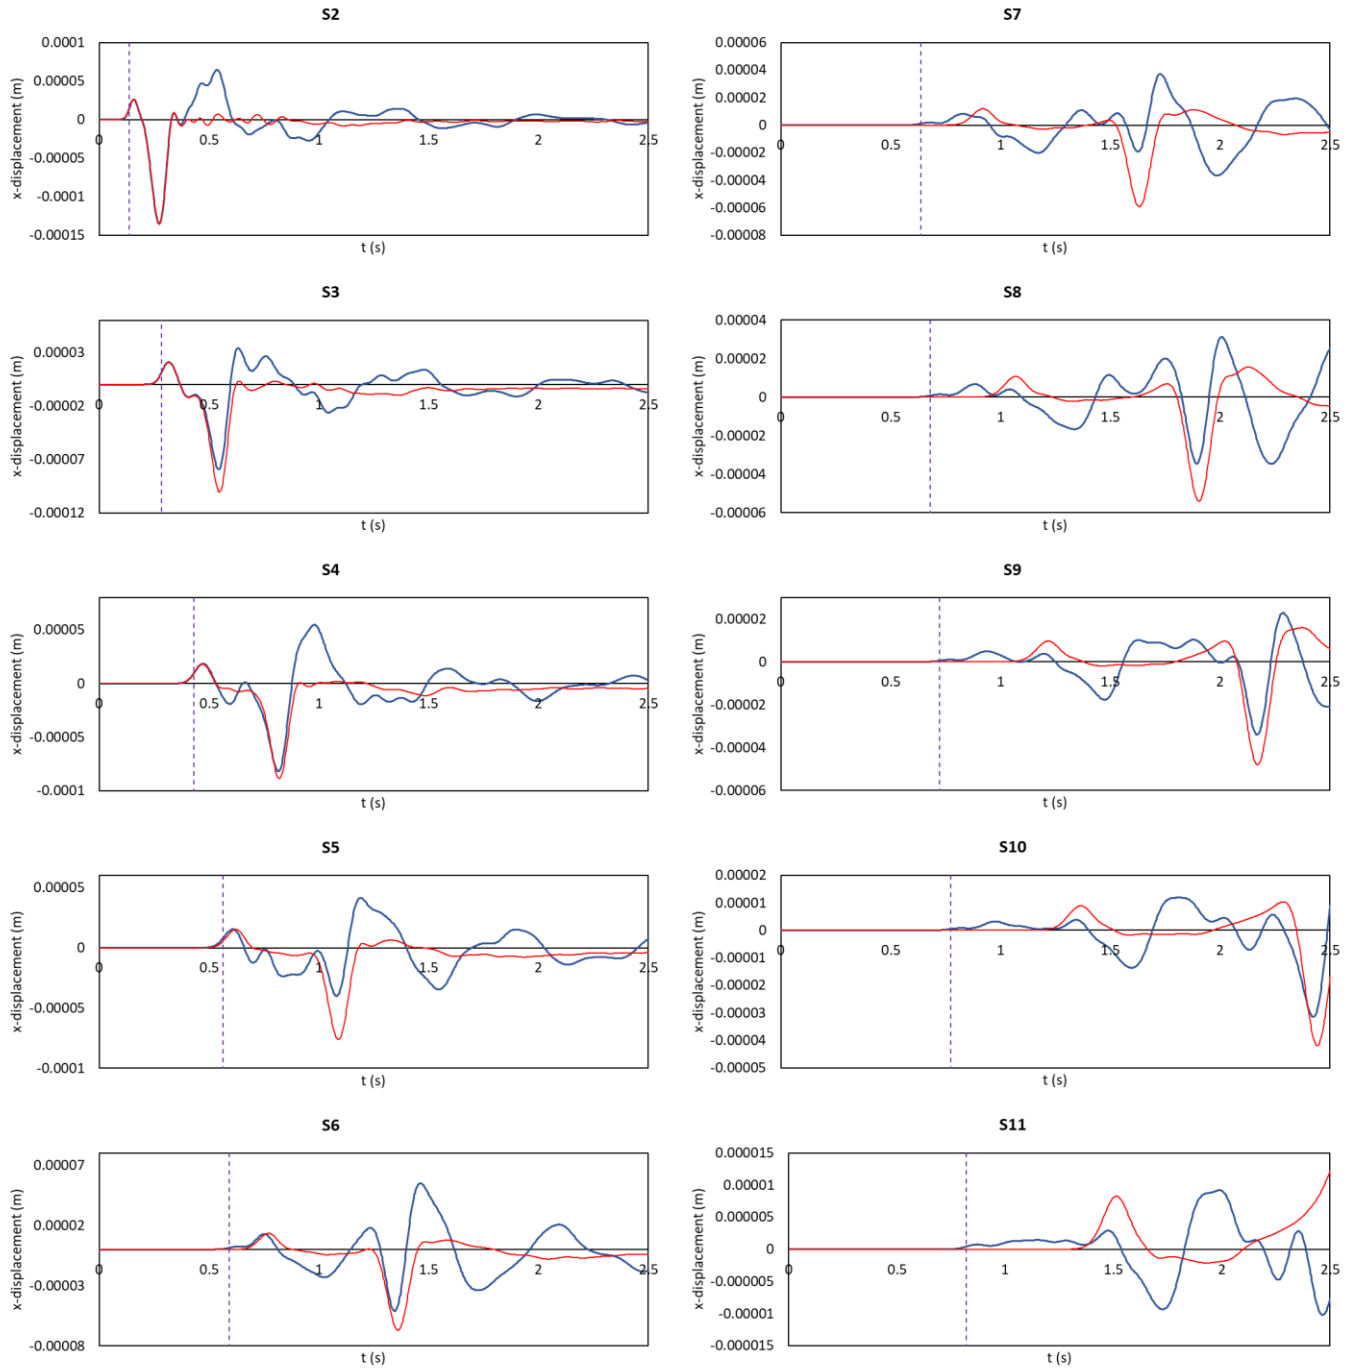 S2
0.0001
0.00005
0
-0.00005
-0.0001
-0.00015
0 0.5 1 1.5 2 2.5
x-displacement (m)
t (s)
S3
0.00003
-0.00002
-0.00007
-0.00012
0 0.5 1 1.5 2 2.5
x-displacement (m)
t (s)
S4
0.00005
0
-0.00005
-0.0001
0 0.5 1 1.5 2 2.5
x-displacement (m)
t (s)
S5
0.00005
0
-0.00005
-0.0001
0 0.5 1 1.5 2 2.5
x-displacement (m)
t (s)
S6
0.00007
0.00002
-0.00003
-0.00008
0 0.5 1 1.5 2 2.5
x-displacement (m)
t (s)
S7
0.00006
0.00004
0.00002
0
-0.00002
-0.00004
-0.00006
-0.00008
0 0.5 1 1.5 2 2.5
x-displacement (m)
t (s)
S8
0.00004
0.00002
0
-0.00002
-0.00004
-0.00006
0 0.5 1 1.5 2 2.5
x-displacement (m)
t (s)
S9
0.00002
0
-0.00002
-0.00004
-0.00006
0 0.5 1 1.5 2 2.5
x-displacement (m)
t (s)
S10
0.00002
0.00001
0
-0.00001
-0.00002
-0.00003
-0.00004
-0.00005
0 0.5 1 1.5 2 2.5
x-displacement (m)
t (s)
S11
0.000015
0.00001
0.000005
0
-0.000005
-0.00001
-0.000015
0 0.5 1 1.5 2 2.5
x-displacement (m)
t (s)